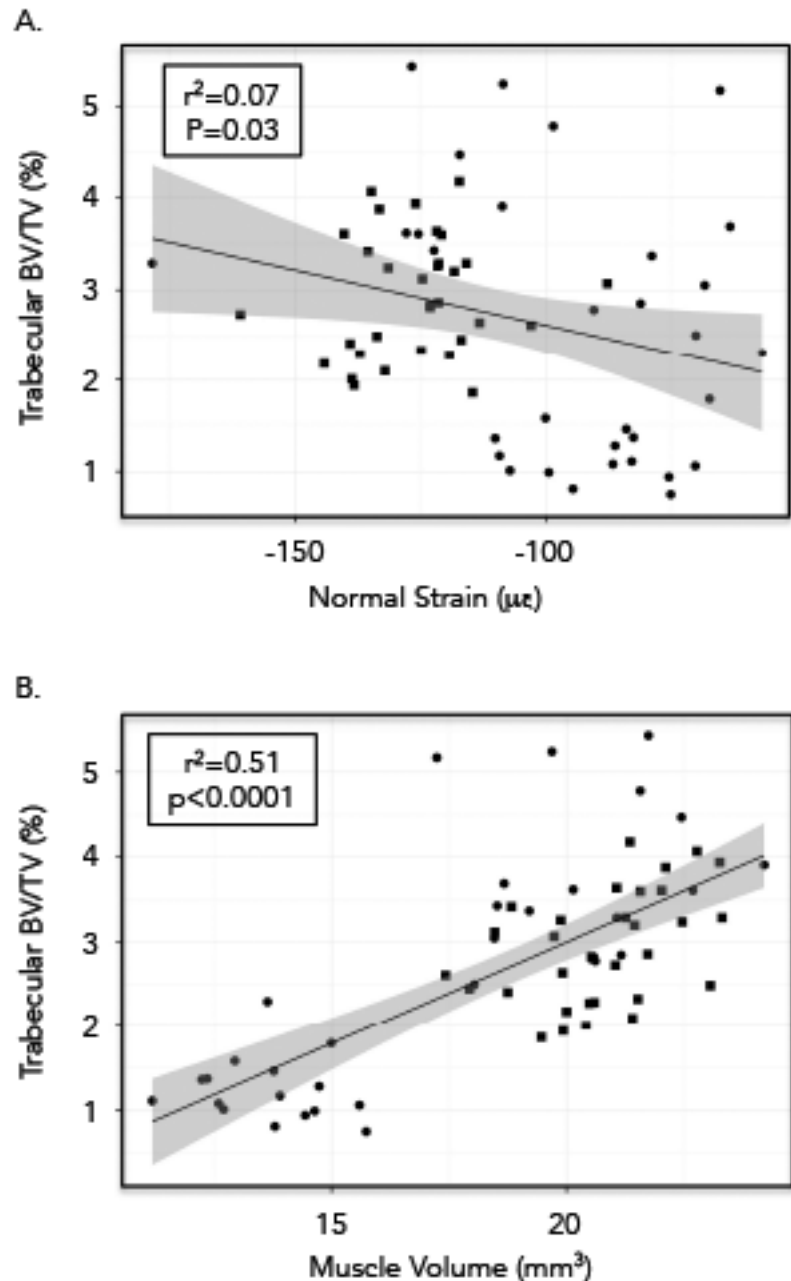 A.
r²=0.07
P=0.03
Trabecular BV/TV (%)
5
4
3
2
1
-150 -100
Normal Strain (με)
B.
r²=0.51
p<0.0001
Trabecular BV/TV (%)
5
4
3
2
1
15 20
Muscle Volume (mm³)